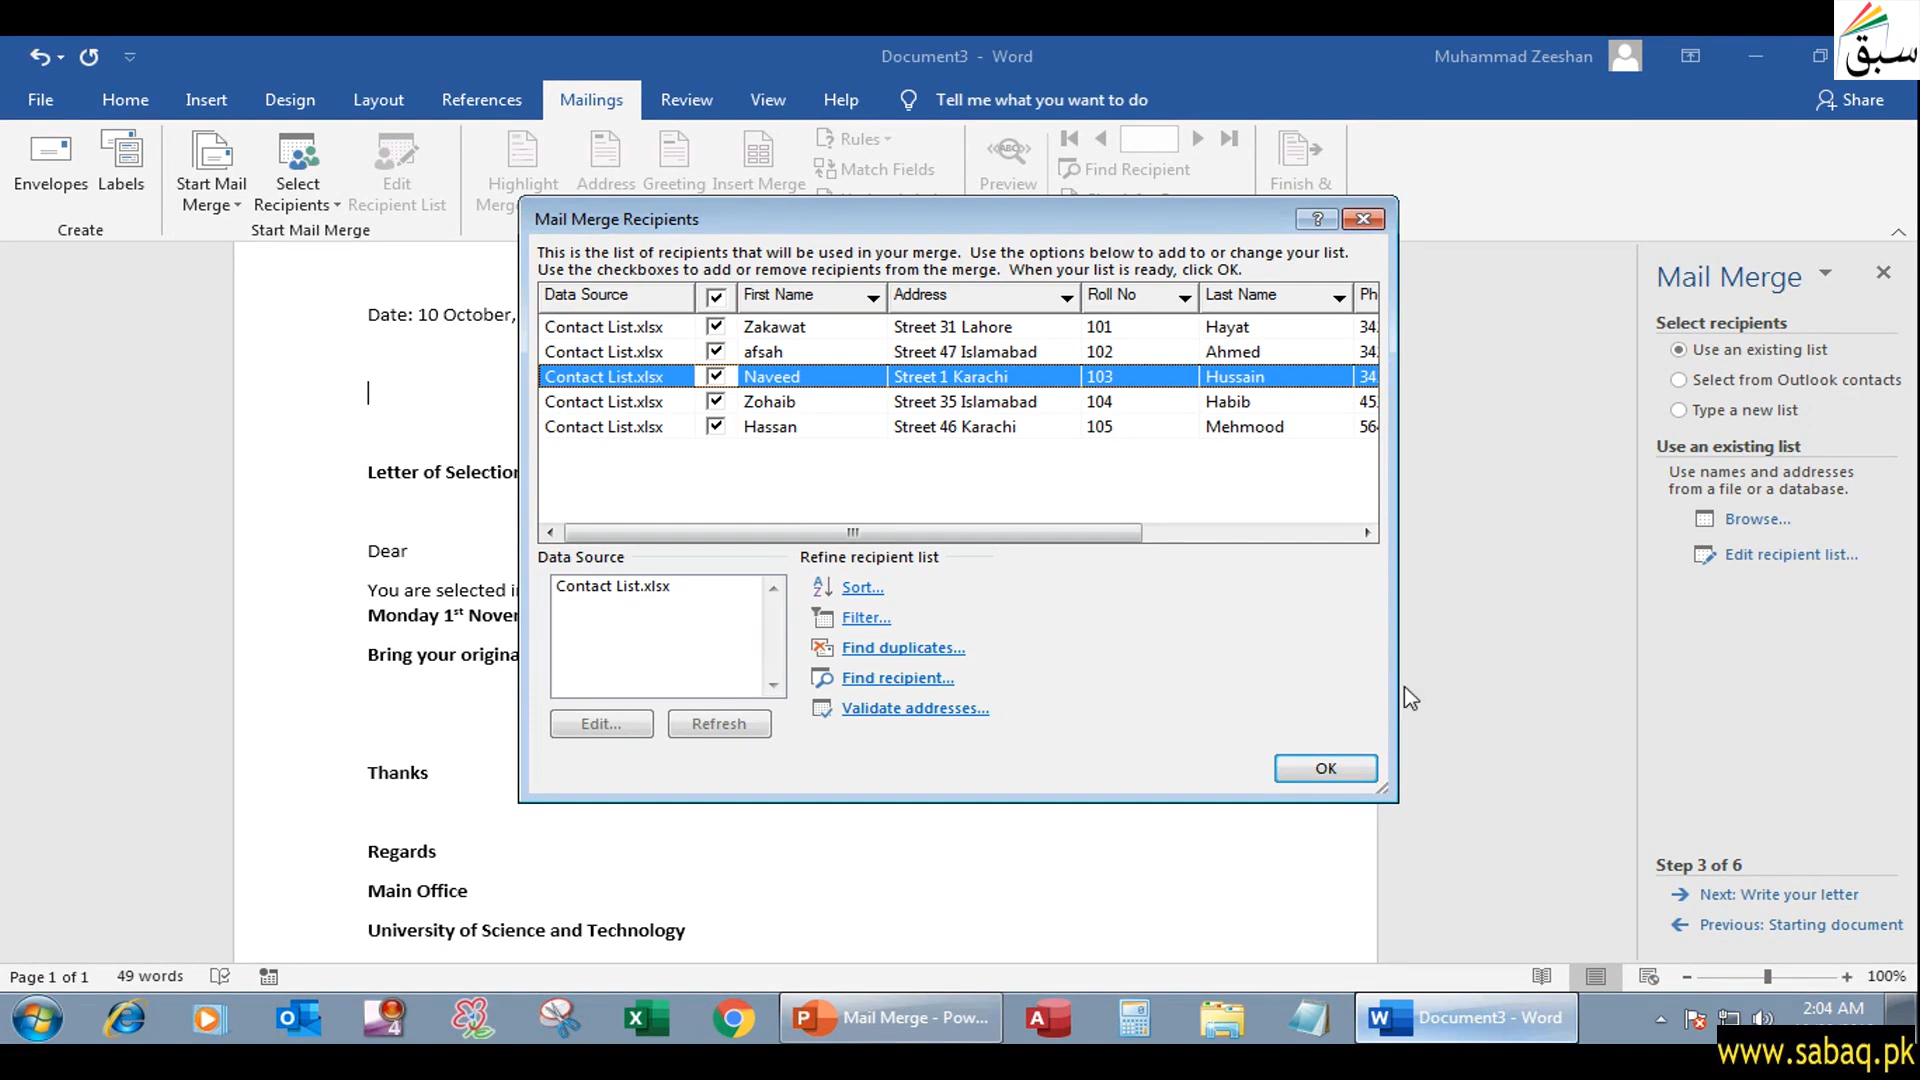 سبق
Document3 - Word
Muhammad Zeeshan
File Home Insert Design Layout References Mailings Review View Help Tell me what you want to do Share
Envelopes Labels
Start Mail Merge
Select Recipients
Edit Recipient List
Highlight
Address
Greeting
Insert Merge
Rules
Match Fields
Preview
Find Recipient
Finish &
Create
Start Mail Merge
Mail Merge Recipients
This is the list of recipients that will be used in your merge. Use the options below to add to or change your list.
Use the checkboxes to add or remove recipients from the merge. When your list is ready, click OK.
Data Source First Name Address Roll No Last Name Ph
Contact List.xlsx Zakawat Street 31 Lahore 101 Hayat 34
Contact List.xlsx afsah Street 47 Islamabad 102 Ahmed 34
Contact List.xlsx Naveed Street 1 Karachi 103 Hussain 34
Contact List.xlsx Zohaib Street 35 Islamabad 104 Habib 45
Contact List.xlsx Hassan Street 46 Karachi 105 Mehmood 56
Data Source
Contact List.xlsx
Edit... Refresh
Refine recipient list
Sort...
Filter...
Find duplicates...
Find recipient...
Validate addresses...
OK
Date: 10 October,
Letter of Selection
Dear
You are selected i
Monday 1st Nove
Bring your origina
Thanks
Regards
Main Office
University of Science and Technology
Mail Merge
Select recipients
Use an existing list
Select from Outlook contacts
Type a new list
Use an existing list
Use names and addresses
from a file or a database.
Browse...
Edit recipient list...
Step 3 of 6
Next: Write your letter
Previous: Starting document
Page 1 of 1 49 words
100%
Mail Merge - Pow...
Document3 - Word
2:04 AM
www.sabaq.pk